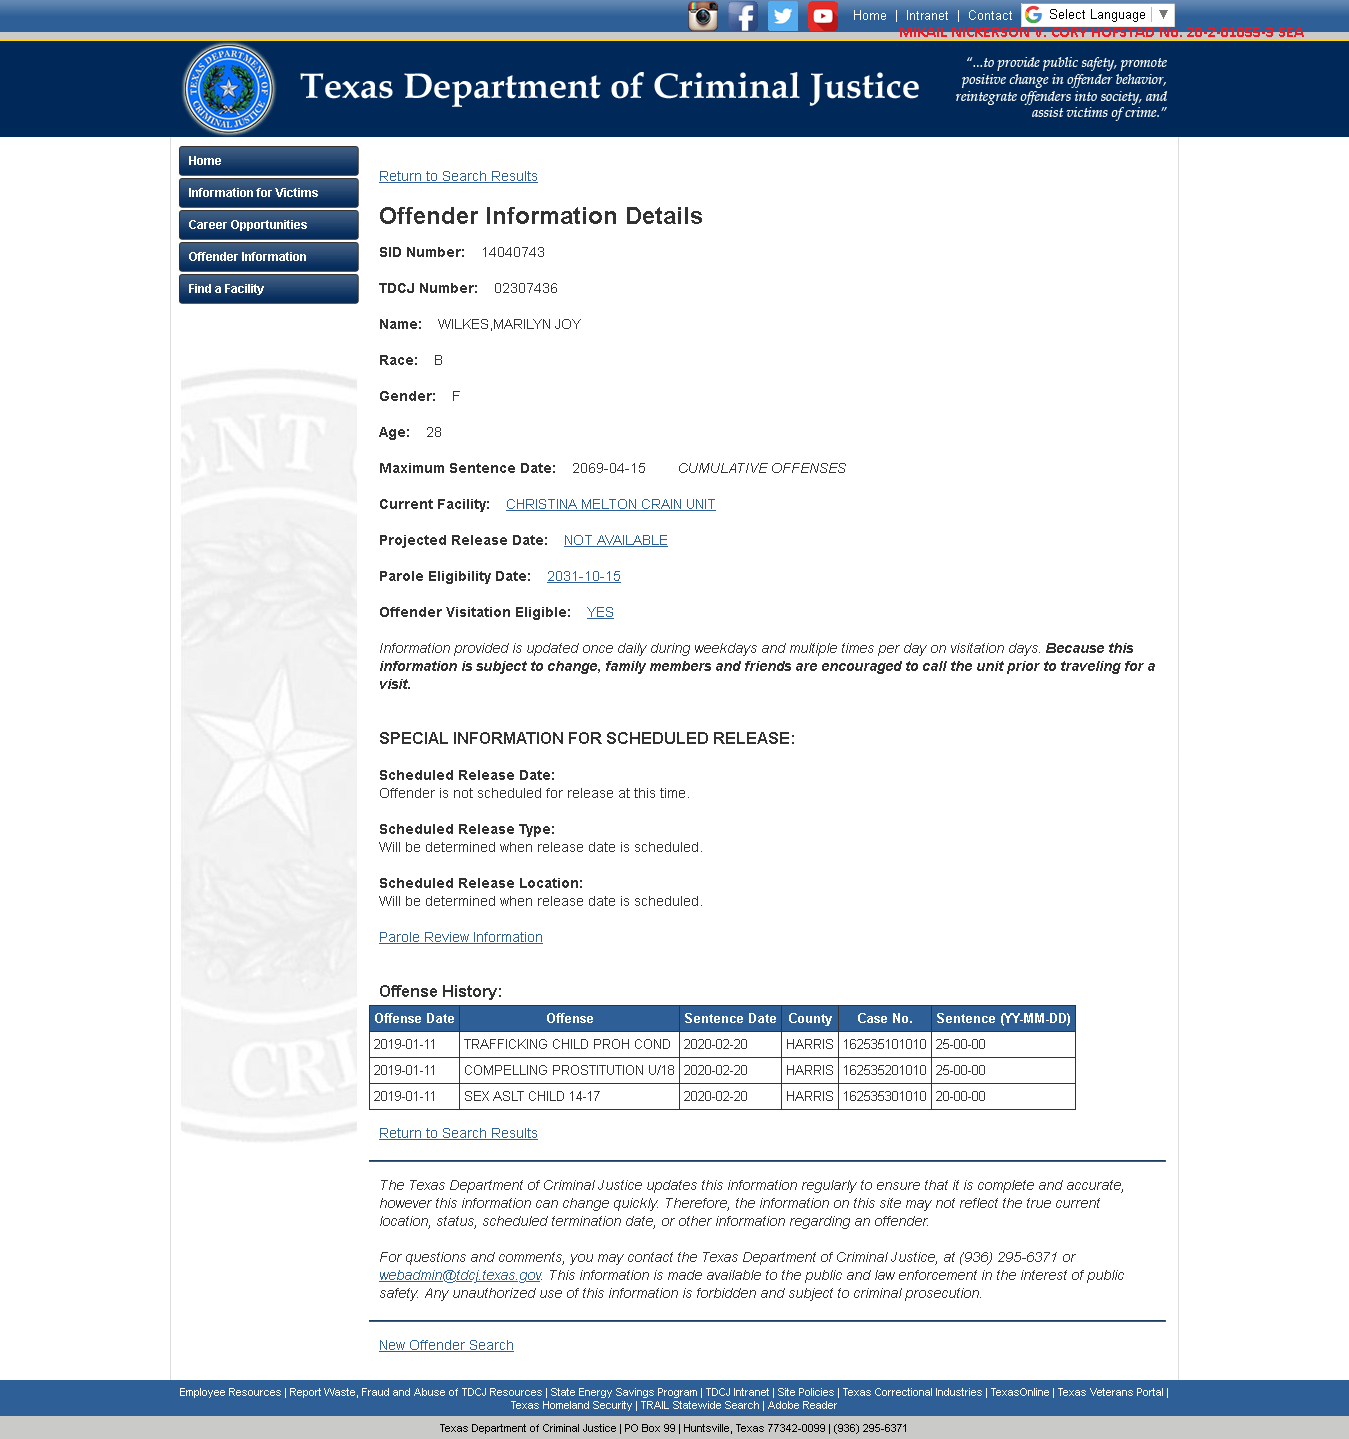 Home | Intranet | Contact Select Language ▼
MIKAIL NICKERSON V. CORY HOFSTAD No. 20-2-01053-3 SEA
Texas Department of Criminal Justice
“...to provide public safety, promote
positive change in offender behavior,
reintegrate offenders into society, and
assist victims of crime.”
Home
Information for Victims
Career Opportunities
Offender Information
Find a Facility
Return to Search Results
Offender Information Details
SID Number: 14040743
TDCJ Number: 02307436
Name: WILKES,MARILYN JOY
Race: B
Gender: F
Age: 28
Maximum Sentence Date: 2069-04-15 CUMULATIVE OFFENSES
Current Facility: CHRISTINA MELTON CRAIN UNIT
Projected Release Date: NOT AVAILABLE
Parole Eligibility Date: 2031-10-15
Offender Visitation Eligible: YES
Information provided is updated once daily during weekdays and multiple times per day on visitation days. Because this
information is subject to change, family members and friends are encouraged to call the unit prior to traveling for a
visit.
SPECIAL INFORMATION FOR SCHEDULED RELEASE:
Scheduled Release Date:
Offender is not scheduled for release at this time.
Scheduled Release Type:
Will be determined when release date is scheduled.
Scheduled Release Location:
Will be determined when release date is scheduled.
Parole Review Information
Offense History:
Offense Date Offense Sentence Date County Case No. Sentence (YY-MM-DD)
2019-01-11 TRAFFICKING CHILD PROH COND 2020-02-20 HARRIS 162535101010 25-00-00
2019-01-11 COMPELLING PROSTITUTION U/18 2020-02-20 HARRIS 162535201010 25-00-00
2019-01-11 SEX ASLT CHILD 14-17 2020-02-20 HARRIS 162535301010 20-00-00
Return to Search Results
The Texas Department of Criminal Justice updates this information regularly to ensure that it is complete and accurate,
however this information can change quickly. Therefore, the information on this site may not reflect the true current
location, status, scheduled termination date, or other information regarding an offender.
For questions and comments, you may contact the Texas Department of Criminal Justice, at (936) 295-6371 or
webadmin@tdcj.texas.gov. This information is made available to the public and law enforcement in the interest of public
safety. Any unauthorized use of this information is forbidden and subject to criminal prosecution.
New Offender Search
Employee Resources | Report Waste, Fraud and Abuse of TDCJ Resources | State Energy Savings Program | TDCJ Intranet | Site Policies | Texas Correctional Industries | TexasOnline | Texas Veterans Portal |
Texas Homeland Security | TRAIL Statewide Search | Adobe Reader
Texas Department of Criminal Justice | PO Box 99 | Huntsville, Texas 77342-0099 | (936) 295-6371